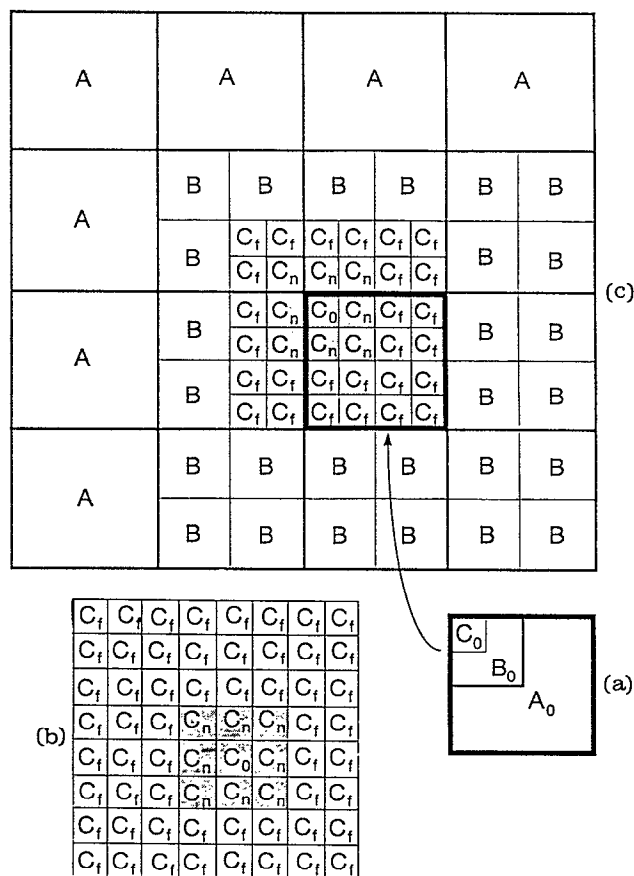 A A A A
B B B B B B
A
B C_f C_f C_f C_f C_f C_f B B
C_f C_n C_n C_n C_f C_f
(c)
B C_f C_n C_0 C_n C_f C_f B B
C_f C_n C_n C_n C_f C_f
A
B C_f C_f C_f C_f C_f C_f B B
C_f C_f C_f C_f C_f C_f
B B B B B B
A
B B B B B B
C_f C_f C_f C_f C_f C_f C_f C_f
C_f C_f C_f C_f C_f C_f C_f C_f
C_f C_f C_f C_f C_f C_f C_f C_f
C_f C_f C_f C_n C_n C_n C_f C_f
(b)
C_f C_f C_f C_n C_0 C_n C_f C_f
C_f C_f C_f C_n C_n C_n C_f C_f
C_f C_f C_f C_f C_f C_f C_f C_f
C_f C_f C_f C_f C_f C_f C_f C_f
C_0
B_0
A_0
(a)